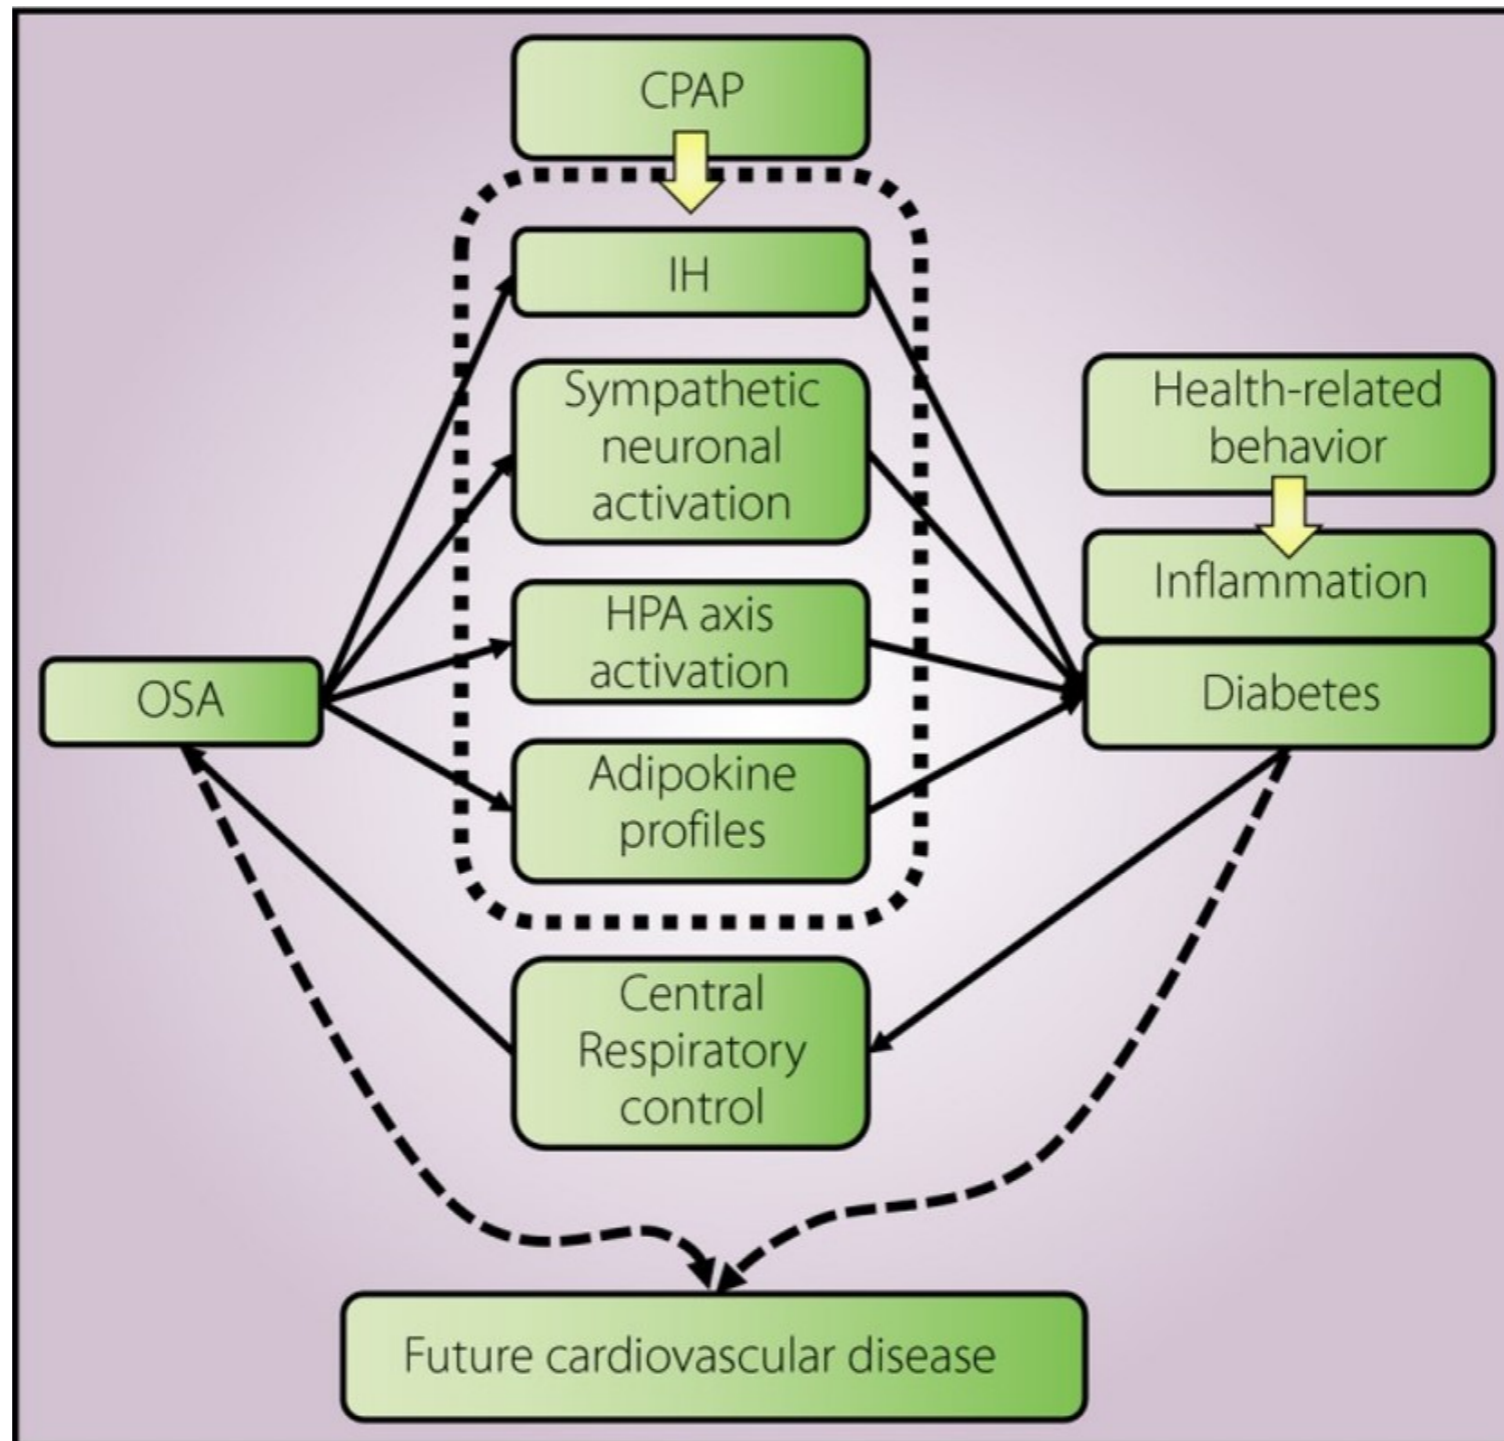 CPAP
IH
Sympathetic
neuronal
activation
HPA axis
activation
Adipokine
profiles
Central
Respiratory
control
OSA
Health-related
behavior
Inflammation
Diabetes
Future cardiovascular disease